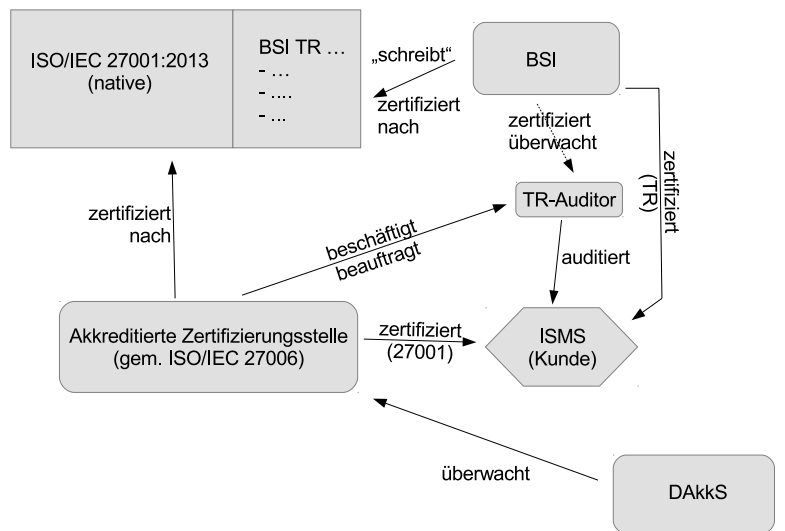 ISO/IEC 27001:2013
(native)
BSI TR ...
- ...
- ....
- ...
„schreibt“
zertifiziert
nach
BSI
zertifiziert
überwacht
zertifiziert
(TR)
TR-Auditor
zertifiziert
nach
beschäftigt
beauftragt
auditiert
Akkreditierte Zertifizierungsstelle
(gem. ISO/IEC 27006)
zertifiziert
(27001)
ISMS
(Kunde)
überwacht
DAkkS